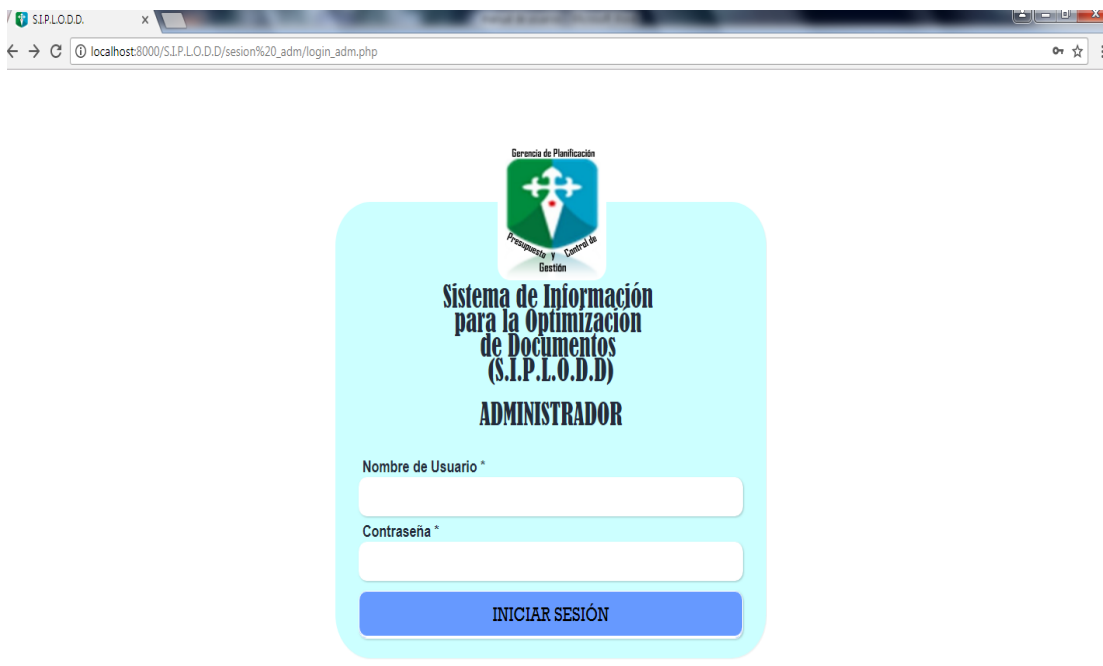 S.I.P.L.O.D.D.
localhost:8000/S.I.P.L.O.D.D/sesion%20_adm/login_adm.php
Gerencia de Planificación
Presupuesto y Control de
Gestión
Sistema de Información
para la Optimización
de Documentos
(S.I.P.L.O.D.D)
ADMINISTRADOR
Nombre de Usuario *
Contraseña *
INICIAR SESIÓN